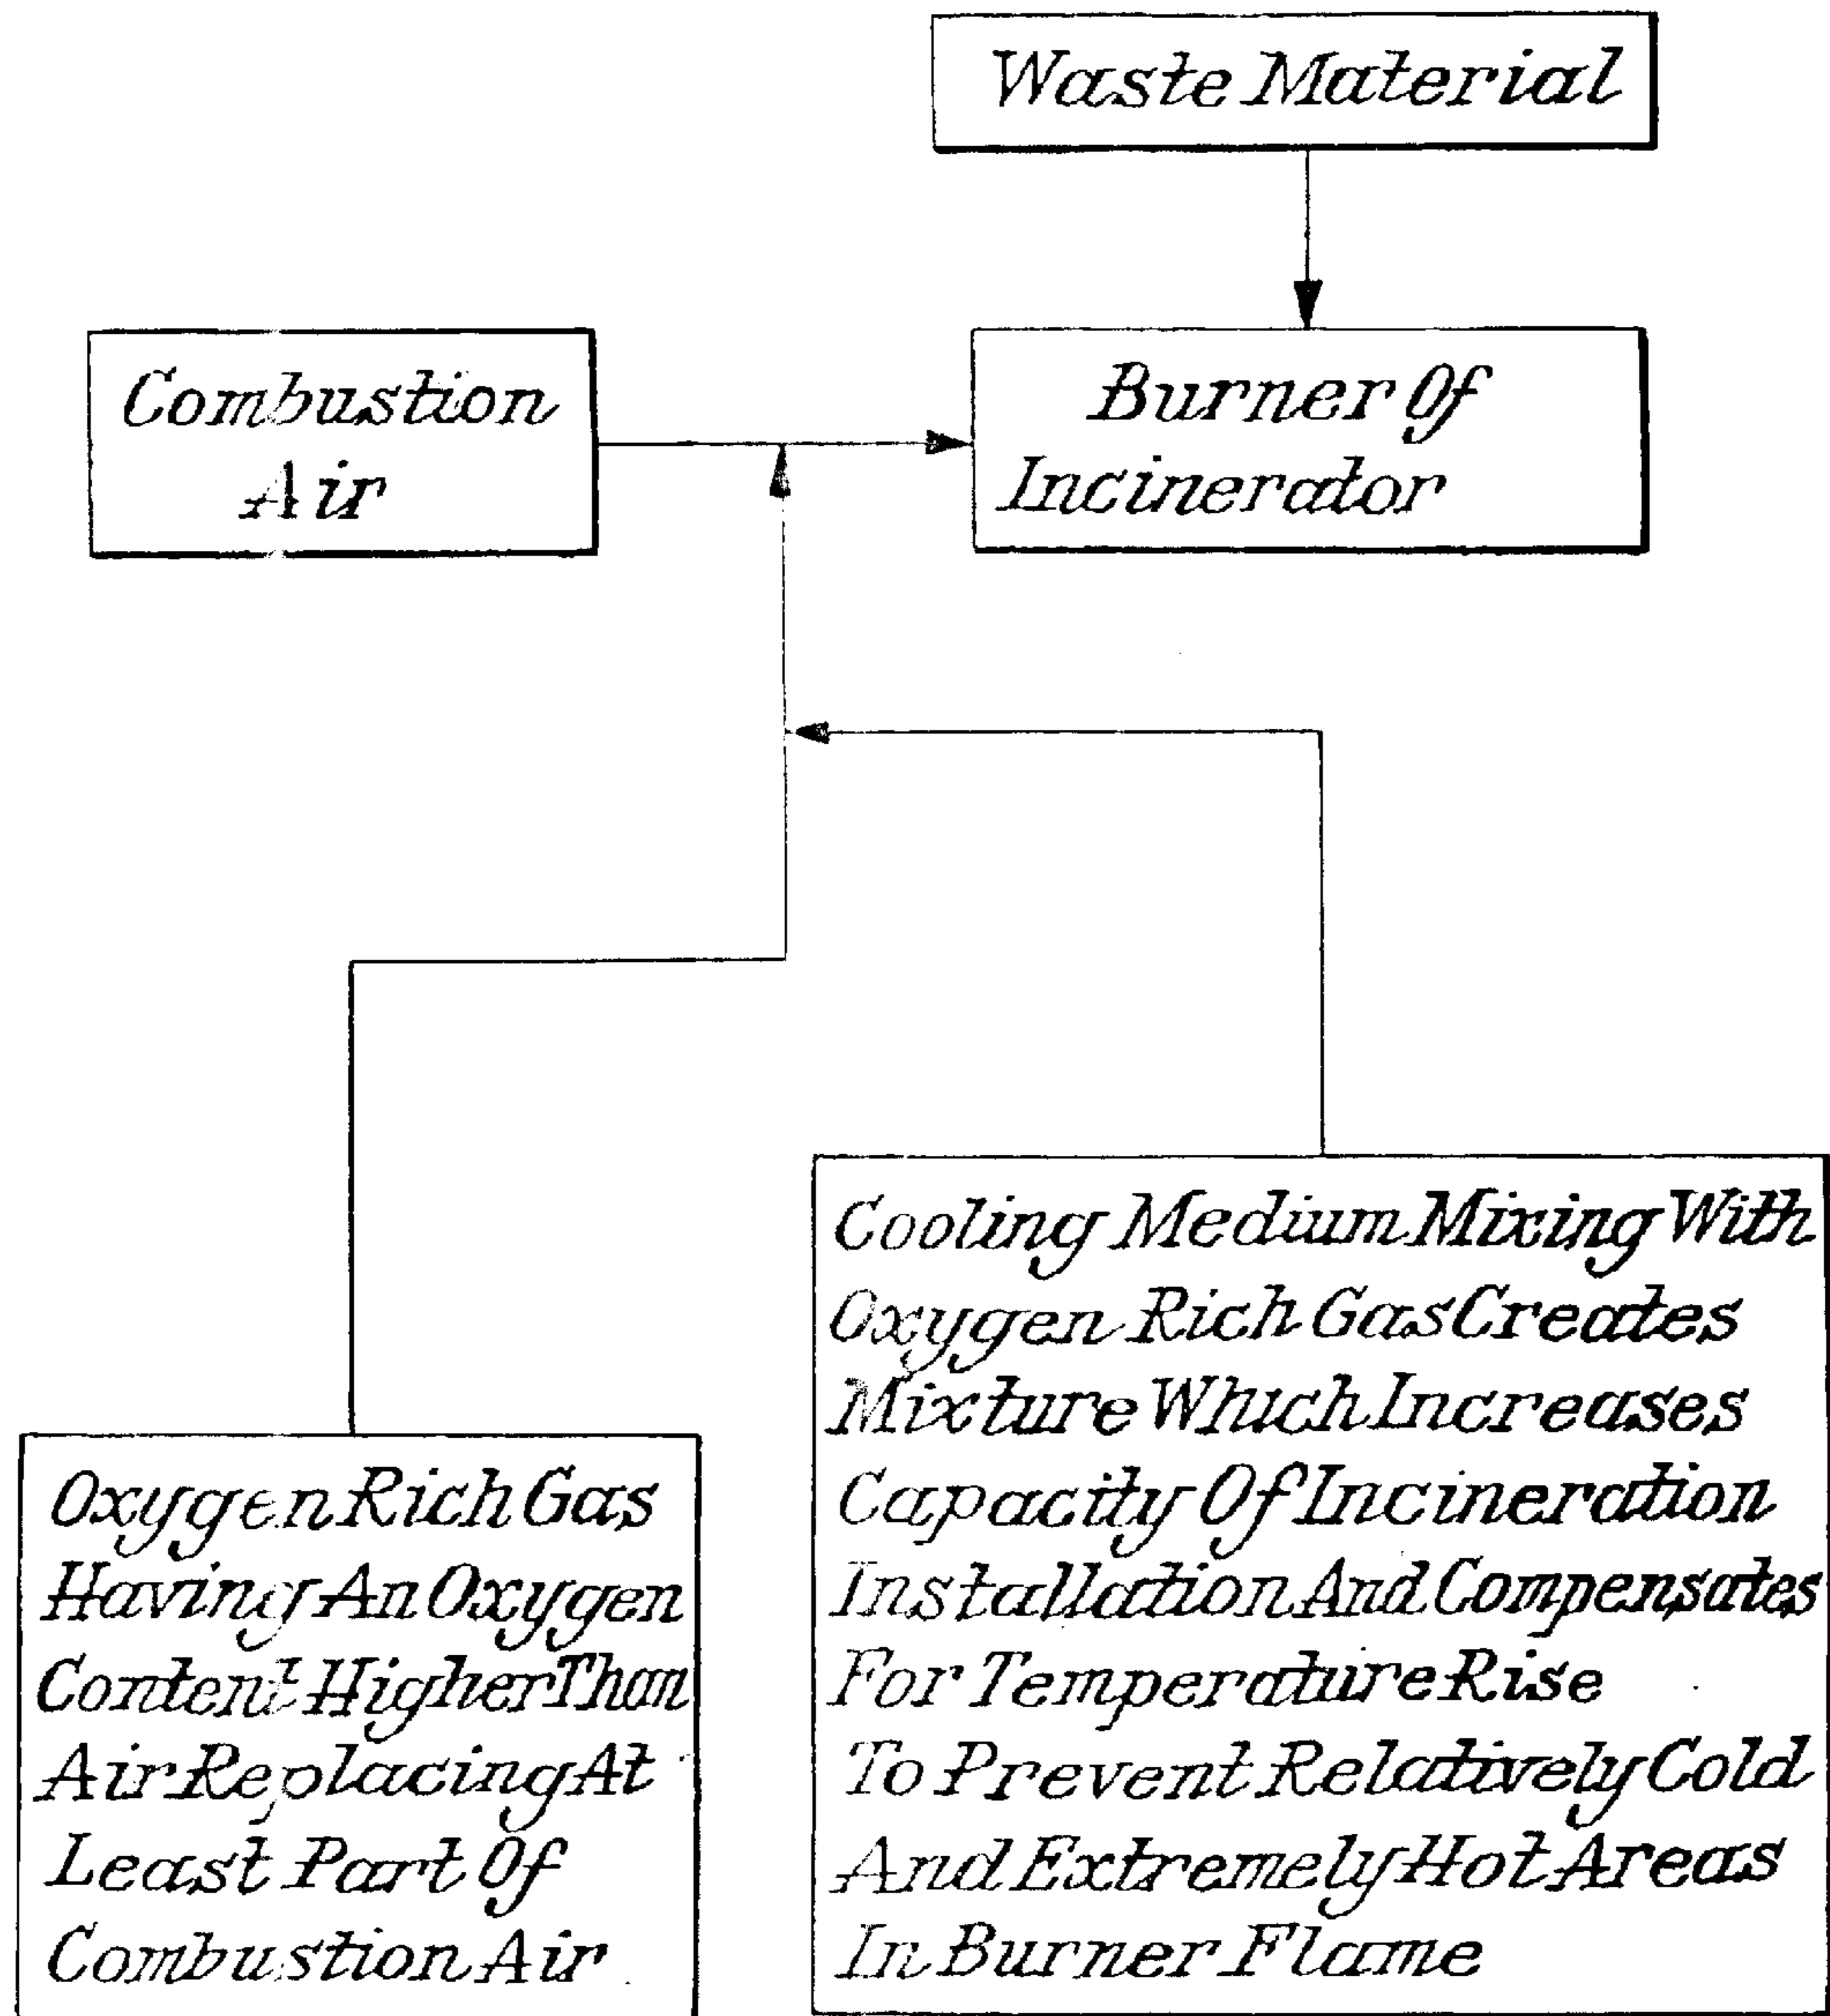 Waste Material
Combustion
Air
Burner Of
Incinerator
Oxygen Rich Gas
Having An Oxygen
Content Higher Than
Air Replacing At
Least Part Of
Combustion Air
Cooling Medium Mixing With
Oxygen Rich Gas Creates
Mixture Which Increases
Capacity Of Incineration
Installation And Compensates
For Temperature Rise
To Prevent Relatively Cold
And Extremely Hot Areas
In Burner Flame